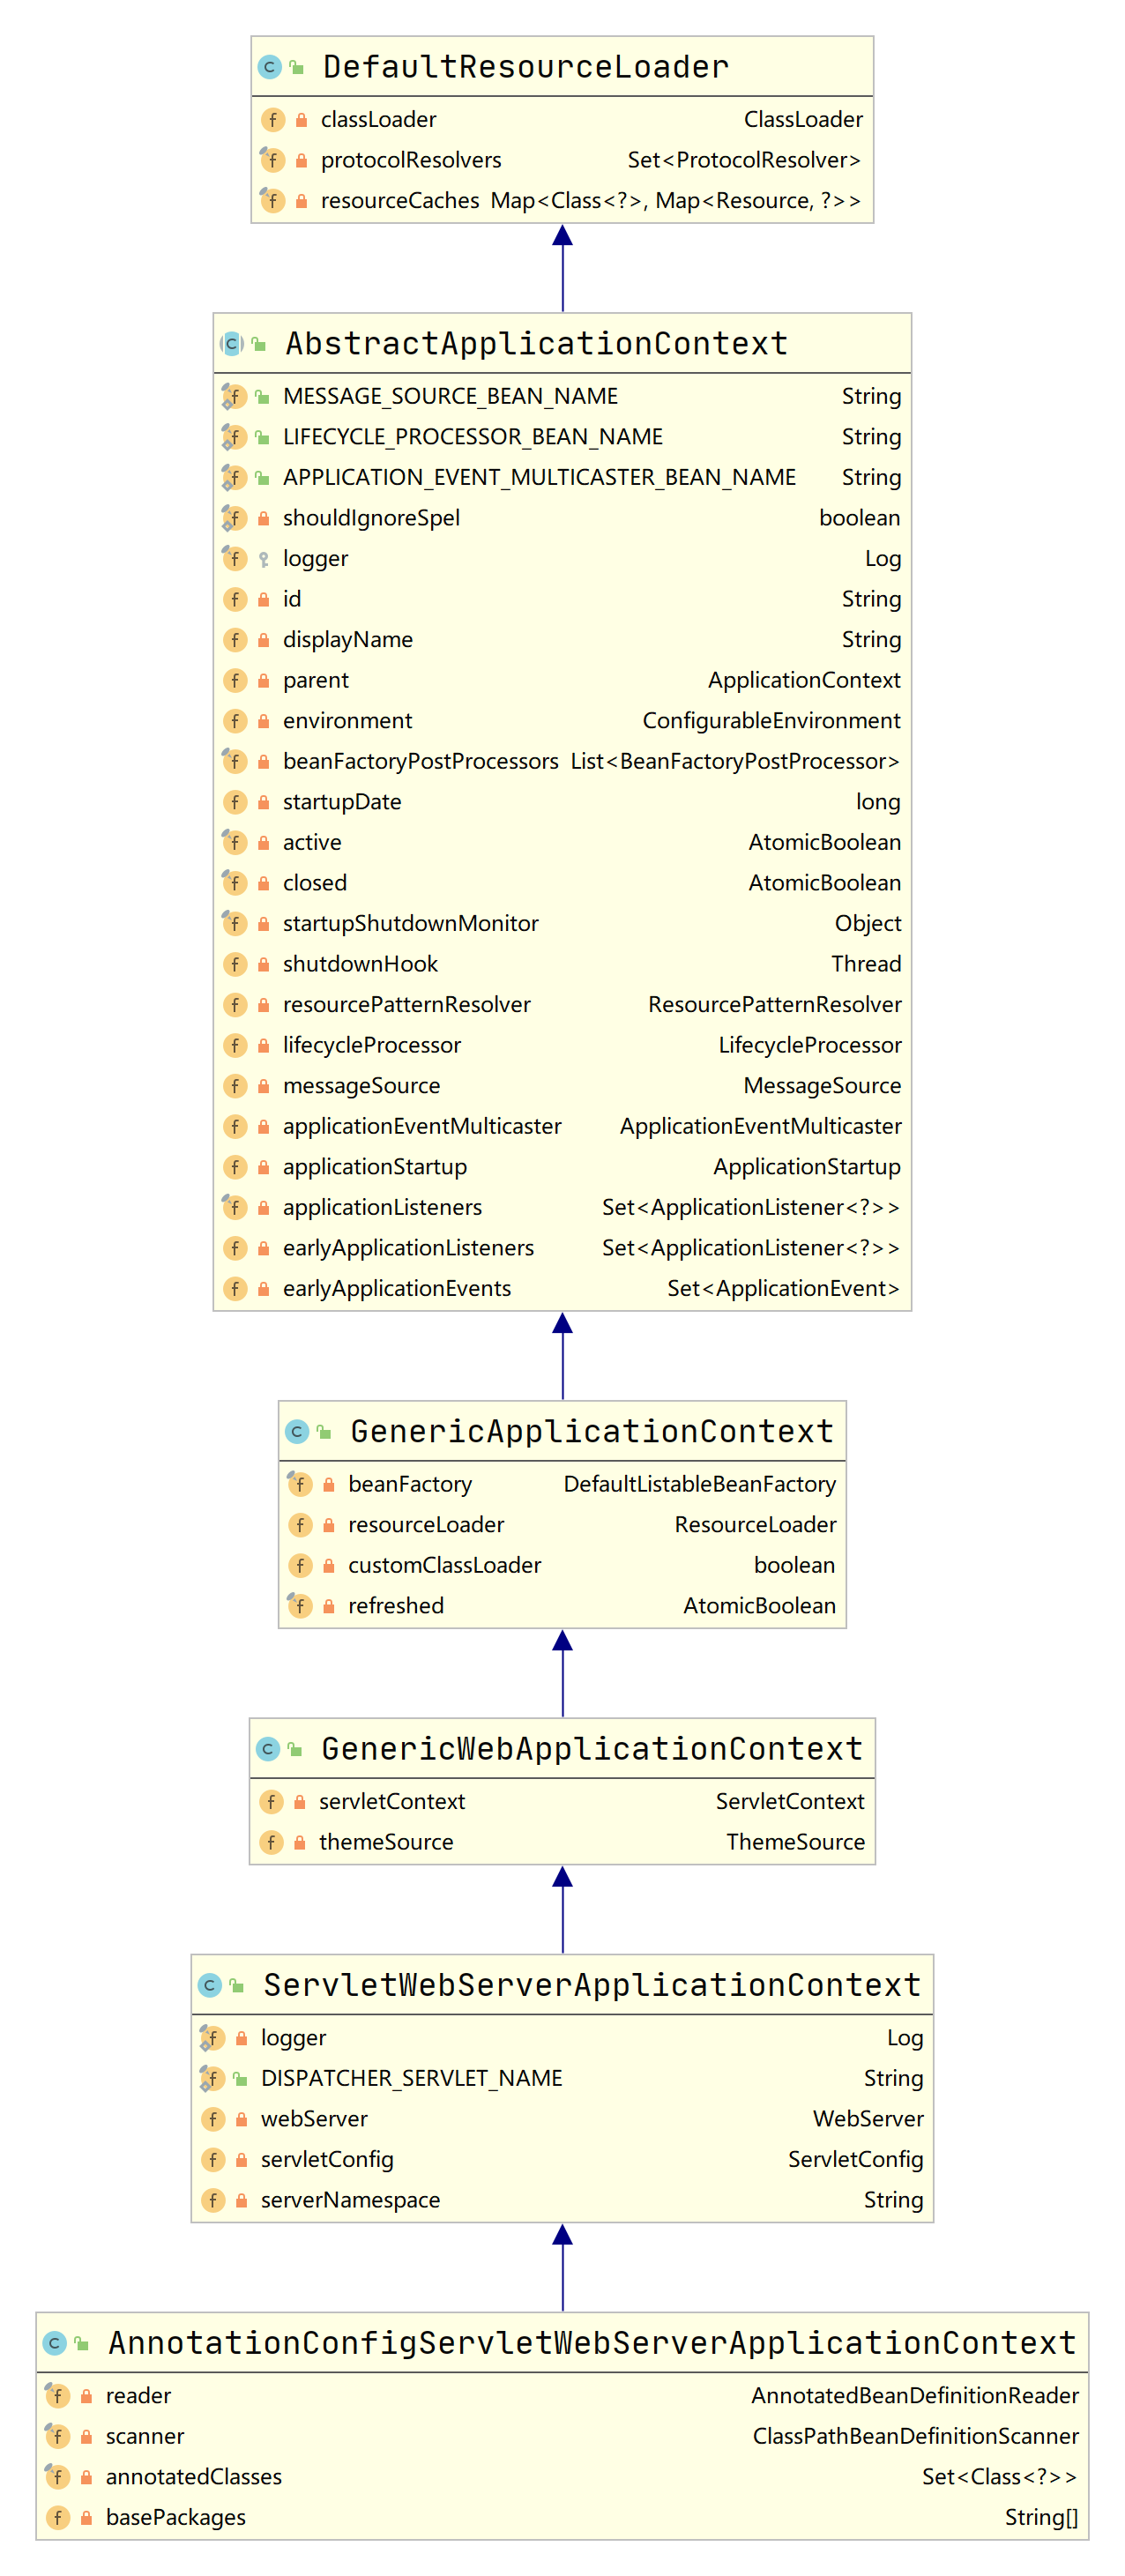 DefaultResourceLoader
classLoader ClassLoader
protocolResolvers Set<ProtocolResolver>
resourceCaches Map<Class<?>, Map<Resource, ?>>
AbstractApplicationContext
MESSAGE_SOURCE_BEAN_NAME String
LIFECYCLE_PROCESSOR_BEAN_NAME String
APPLICATION_EVENT_MULTICASTER_BEAN_NAME String
shouldIgnoreSpel boolean
logger Log
id String
displayName String
parent ApplicationContext
environment ConfigurableEnvironment
beanFactoryPostProcessors List<BeanFactoryPostProcessor>
startupDate long
active AtomicBoolean
closed AtomicBoolean
startupShutdownMonitor Object
shutdownHook Thread
resourcePatternResolver ResourcePatternResolver
lifecycleProcessor LifecycleProcessor
messageSource MessageSource
applicationEventMulticaster ApplicationEventMulticaster
applicationStartup ApplicationStartup
applicationListeners Set<ApplicationListener<?>>
earlyApplicationListeners Set<ApplicationListener<?>>
earlyApplicationEvents Set<ApplicationEvent>
GenericApplicationContext
beanFactory DefaultListableBeanFactory
resourceLoader ResourceLoader
customClassLoader boolean
refreshed AtomicBoolean
GenericWebApplicationContext
servletContext ServletContext
themeSource ThemeSource
ServletWebServerApplicationContext
logger Log
DISPATCHER_SERVLET_NAME String
webServer WebServer
servletConfig ServletConfig
serverNamespace String
AnnotationConfigServletWebServerApplicationContext
reader AnnotatedBeanDefinitionReader
scanner ClassPathBeanDefinitionScanner
annotatedClasses Set<Class<?>>
basePackages String[]